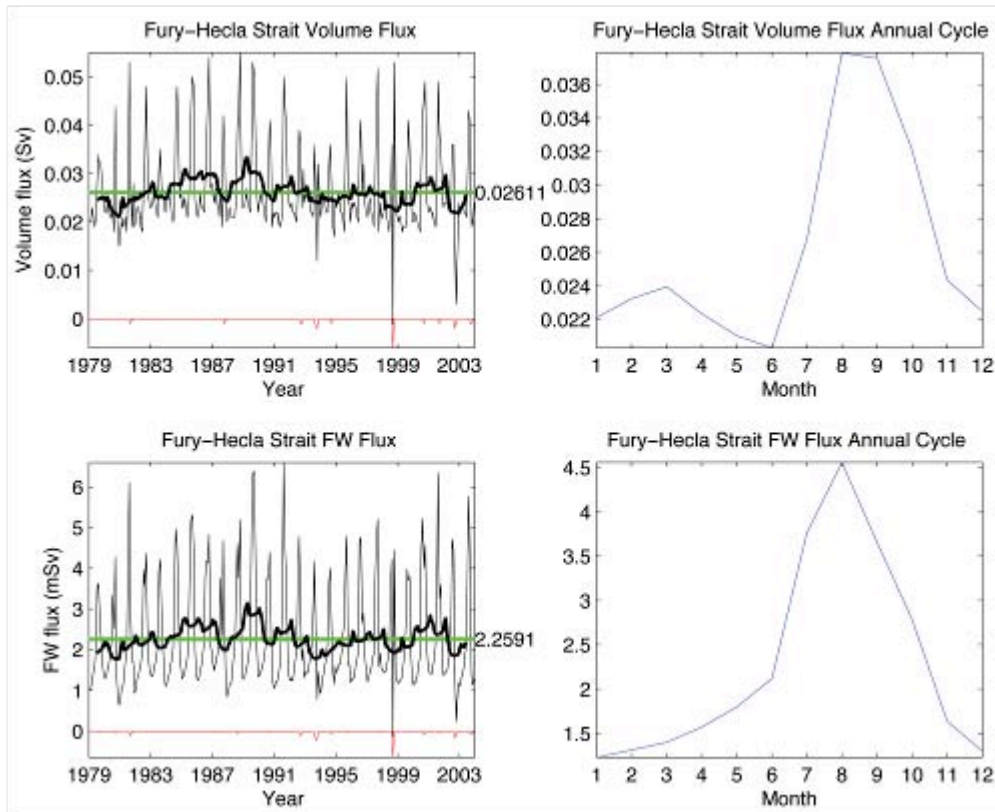 Fury-Hecla Strait Volume Flux
0.05
0.04
0.03
0.02
0.01
0
Volume flux (Sv)
0.02611
1979 1983 1987 1991 1995 1999 2003
Year
Fury-Hecla Strait Volume Flux Annual Cycle
0.036
0.034
0.032
0.03
0.028
0.026
0.024
0.022
1 2 3 4 5 6 7 8 9 10 11 12
Month
Fury-Hecla Strait FW Flux
6
5
4
3
2
1
0
FW flux (mSv)
2.2591
1979 1983 1987 1991 1995 1999 2003
Year
Fury-Hecla Strait FW Flux Annual Cycle
4.5
4
3.5
3
2.5
2
1.5
1 2 3 4 5 6 7 8 9 10 11 12
Month